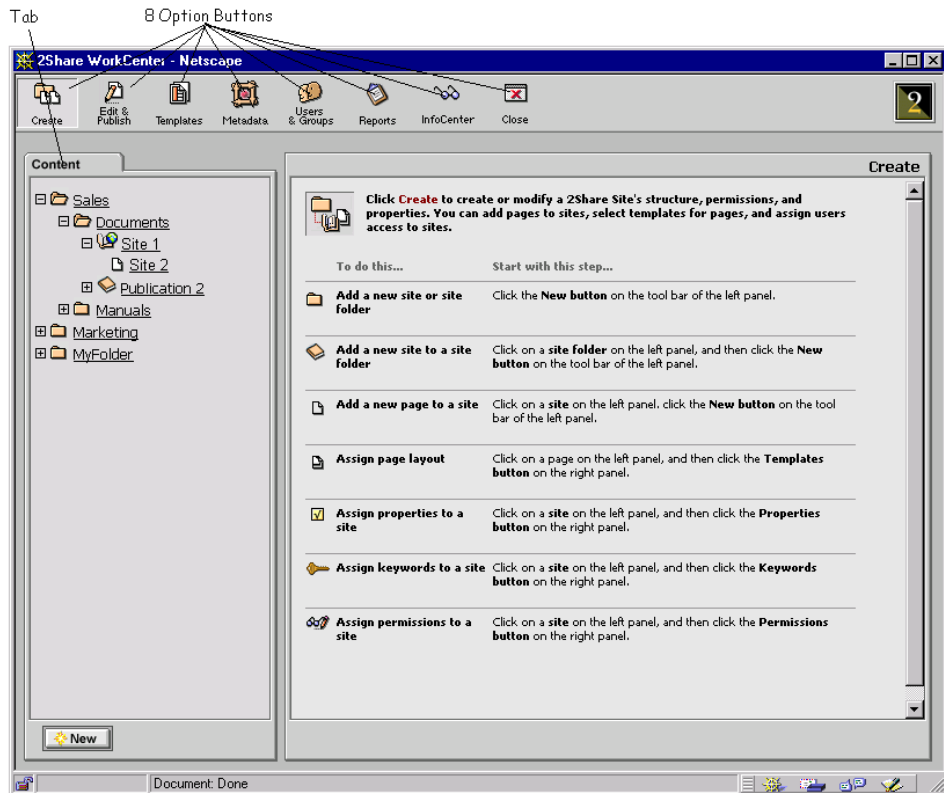 Tab
8 Option Buttons
2Share WorkCenter - Netscape
Create
Edit & Publish
Templates
Metadata
Users & Groups
Reports
InfoCenter
Close
2
Content
Create
Sales
Documents
Site 1
Site 2
Publication 2
Manuals
Marketing
MyFolder
Click Create to create or modify a 2Share Site's structure, permissions, and
properties. You can add pages to sites, select templates for pages, and assign users
access to sites.
To do this... Start with this step...
Add a new site or site Click the New button on the tool bar of the left panel.
folder
Add a new site to a site Click on a site folder on the left panel, and then click the New
folder button on the tool bar of the left panel.
Add a new page to a site Click on a site on the left panel. click the New button on the tool
bar of the left panel.
Assign page layout Click on a page on the left panel, and then click the Templates
button on the right panel.
Assign properties to a Click on a site on the left panel, and then click the Properties
site button on the right panel.
Assign keywords to a site Click on a site on the left panel, and then click the Keywords
button on the right panel.
Assign permissions to a Click on a site on the left panel, and then click the Permissions
site button on the right panel.
New
Document: Done